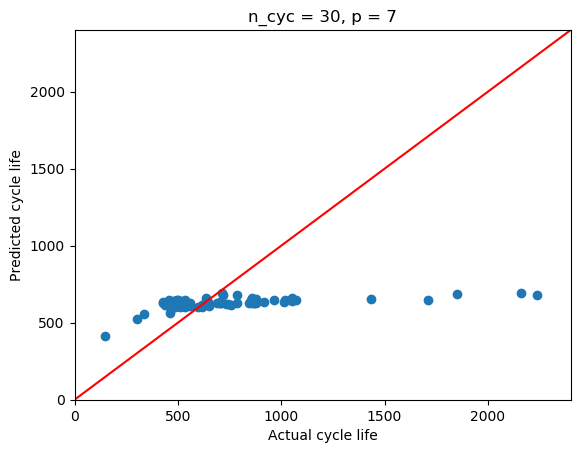 n_cyc = 30, p = 7
2000
1500
1000
500
0
Predicted cycle life
0 500 1000 1500 2000
Actual cycle life